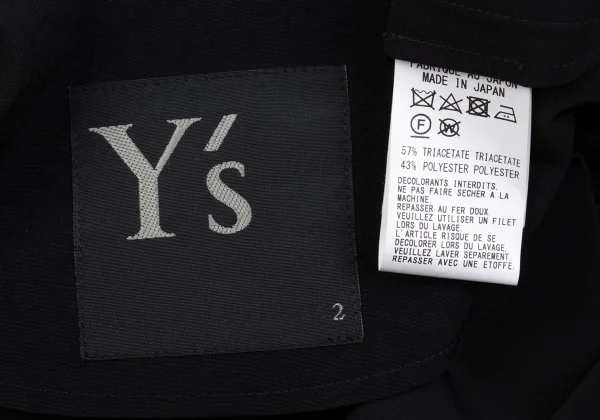 Y's
2
FABRIQUE AU JAPON
MADE IN JAPAN
F
W
57% TRIACETATE TRIACETATE
43% POLYESTER POLYESTER
DECOLORANTS INTERDITS.
NE PAS FAIRE SECHER A LA
MACHINE.
REPASSER AU FER DOUX.
VEUILLEZ UTILISER UN FILET
LORS DU LAVAGE.
L'ARTICLE RISQUE DE SE
DECOLORER LORS DU LAVAGE.
VEUILLEZ LAVER SEPAREMENT.
REPASSER AVEC UNE ETOFFE.